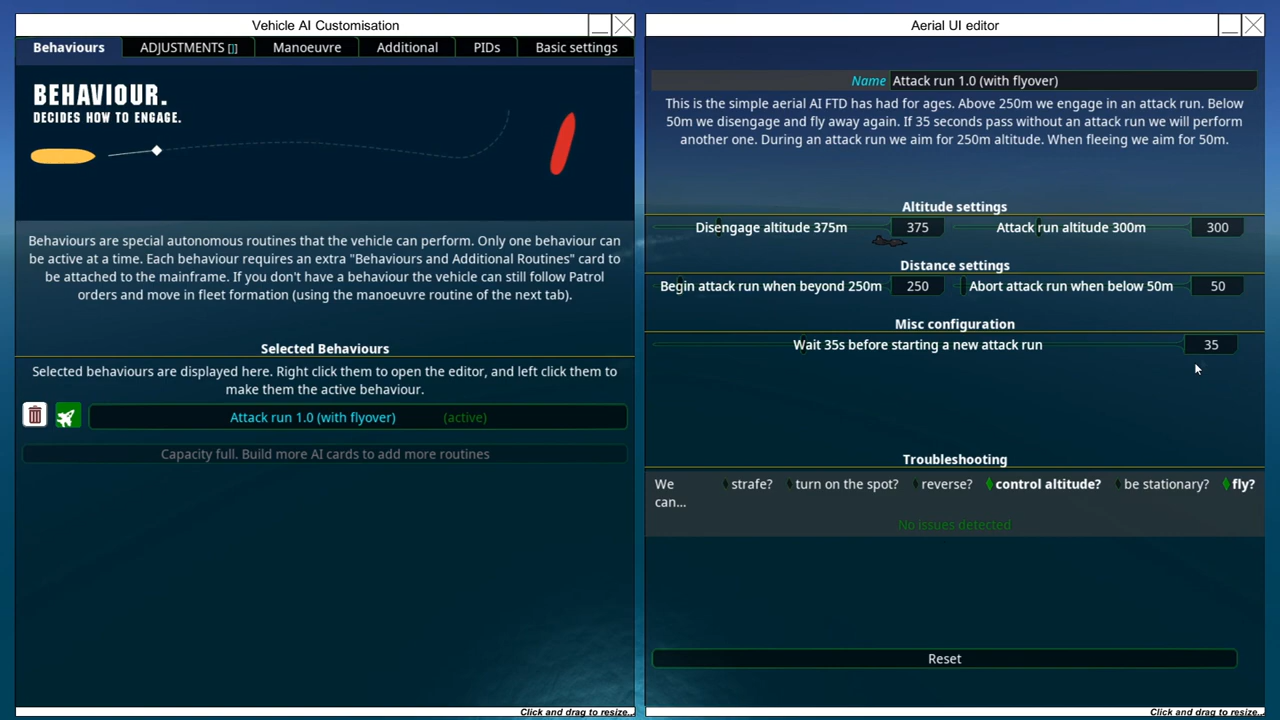 Vehicle AI Customisation
Behaviours
ADJUSTMENTS []
Manoeuvre
Additional
PIDs
Basic settings
BEHAVIOUR.
DECIDES HOW TO ENGAGE.
Behaviours are special autonomous routines that the vehicle can perform. Only one behaviour can
be active at a time. Each behaviour requires an extra "Behaviours and Additional Routines" card to
be attached to the mainframe. If you don't have a behaviour the vehicle can still follow Patrol
orders and move in fleet formation (using the manoeuvre routine of the next tab).
Selected Behaviours
Selected behaviours are displayed here. Right click them to open the editor, and left click them to
make them the active behaviour.
Attack run 1.0 (with flyover) (active)
Capacity full. Build more AI cards to add more routines
Click and drag to resize...
Aerial UI editor
Name Attack run 1.0 (with flyover)
This is the simple aerial AI FTD has had for ages. Above 250m we engage in an attack run. Below
50m we disengage and fly away again. If 35 seconds pass without an attack run we will perform
another one. During an attack run we aim for 250m altitude. When fleeing we aim for 50m.
Altitude settings
Disengage altitude 375m 375 Attack run altitude 300m 300
Distance settings
Begin attack run when beyond 250m 250 Abort attack run when below 50m 50
Misc configuration
Wait 35s before starting a new attack run 35
Troubleshooting
We strafe? turn on the spot? reverse? control altitude? be stationary? fly?
can...
No issues detected
Reset
Click and drag to resize...